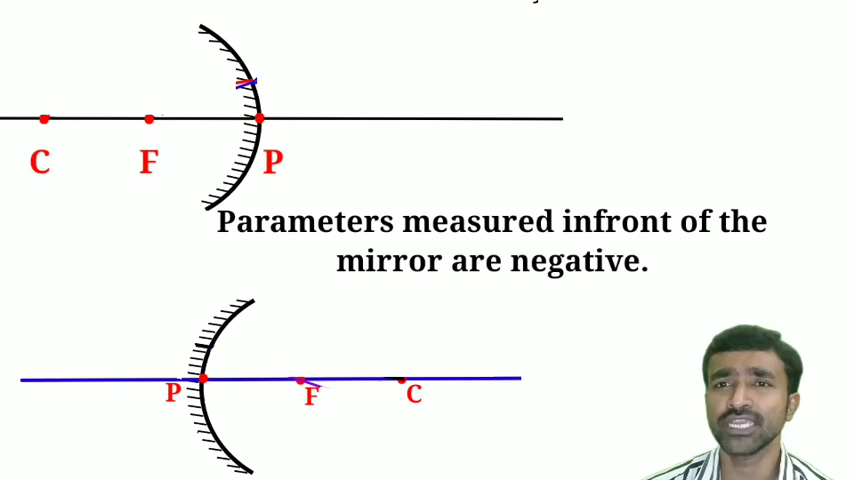 C F P
Parameters measured infront of the
mirror are negative.
P F C